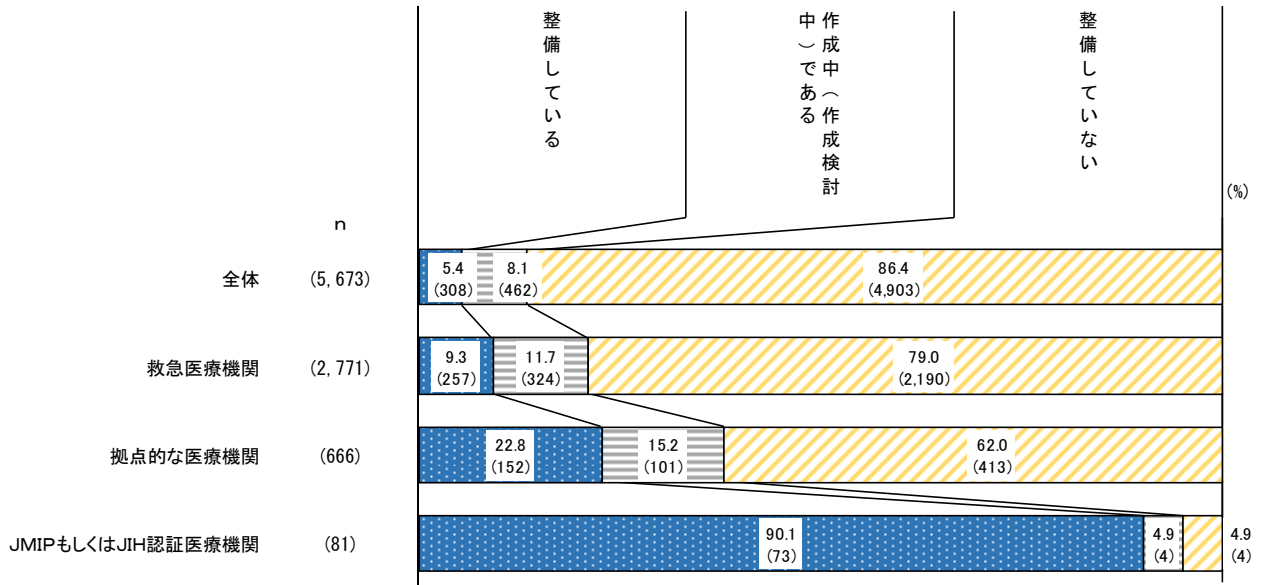 整備している
作成中（作成検討
中）である
整備していない
(%)
n
全体 (5,673) 5.4 (308) 8.1 (462) 86.4 (4,903)
救急医療機関 (2,771) 9.3 (257) 11.7 (324) 79.0 (2,190)
拠点的な医療機関 (666) 22.8 (152) 15.2 (101) 62.0 (413)
JMIPもしくはJIH認証医療機関 (81) 90.1 (73) 4.9 (4) 4.9 (4)